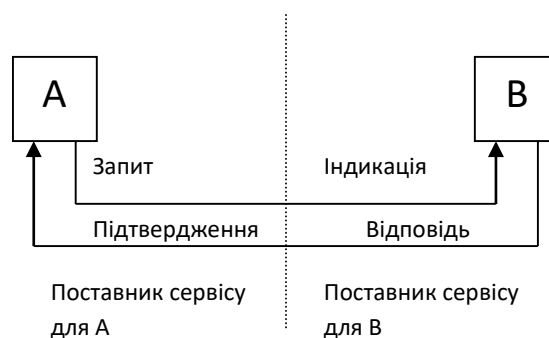 A
B
Запит
Індикація
Підтвердження
Відповідь
Поставник сервісу
для А
Поставник сервісу
для В